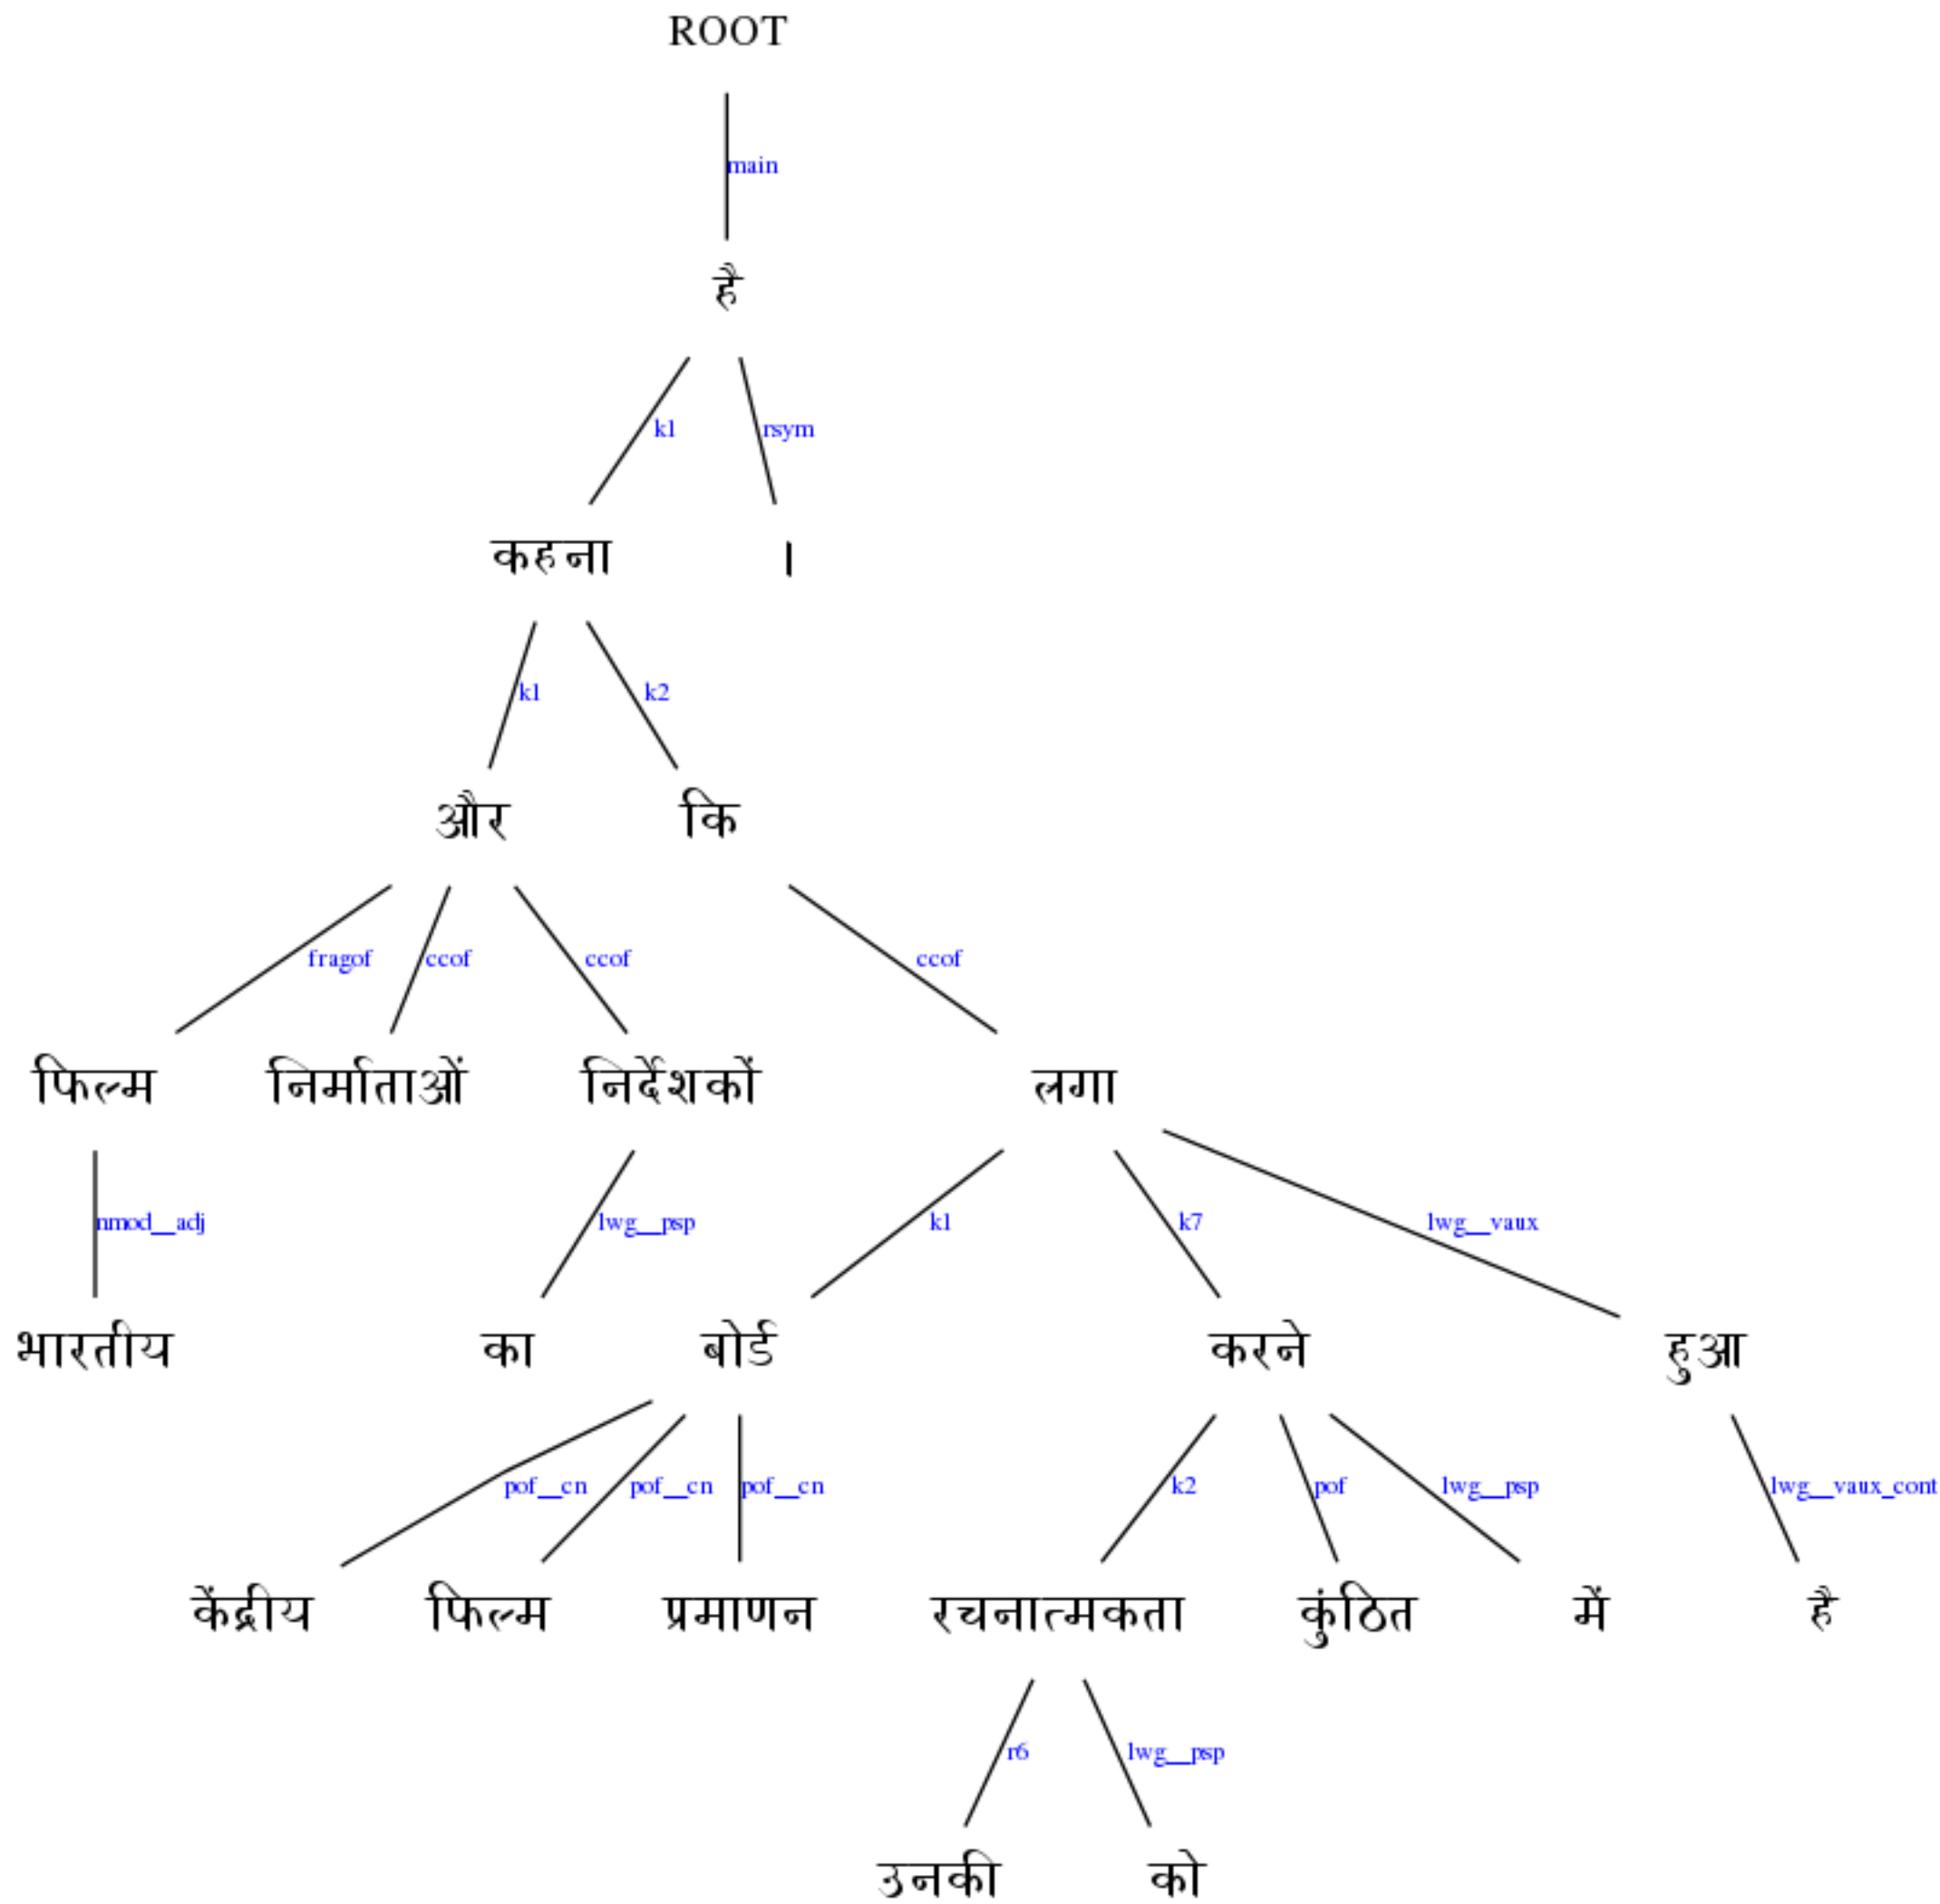 ROOT
main
है
k1 rsym
कहना ।
k1 k2
और कि
fragof ccof ccof ccof
फिल्म निर्माताओं निर्देशकों लगा
nmod__adj lwg__psp k1 k7 lwg__vaux
भारतीय का बोर्ड करने हुआ
pof__cn pof__cn pof__cn k2 pof lwg__psp lwg__vaux_cont
केंद्रीय फिल्म प्रमाणन रचनात्मकता कुंठित में है
r6 lwg__psp
उनकी को